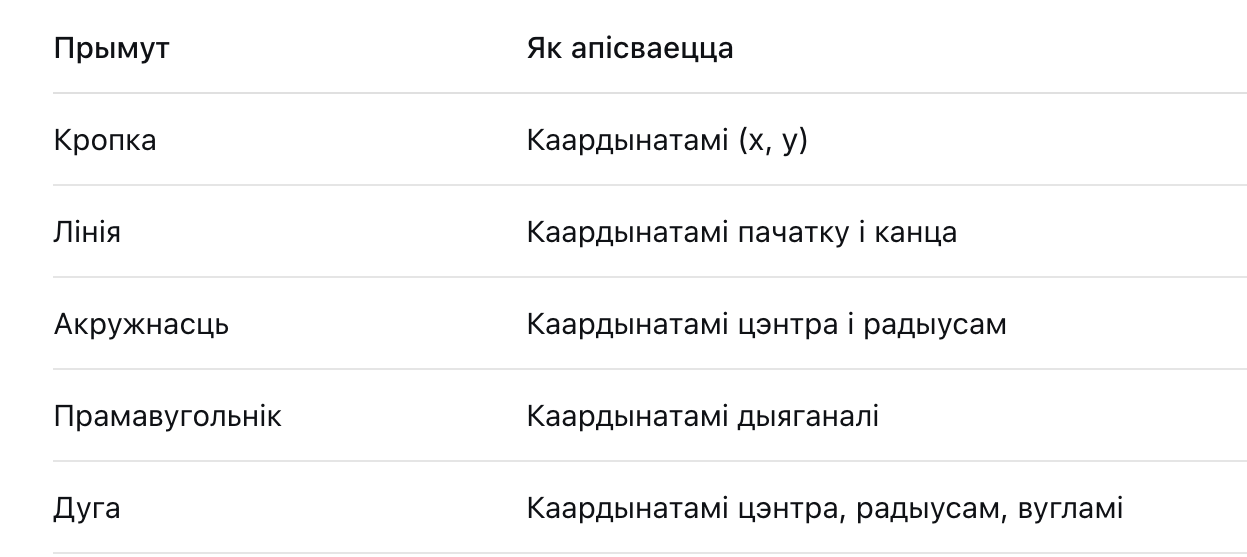 Прымут Як апісваецца
Кропка Каардынатамі (x, y)
Лінія Каардынатамі пачатку і канца
Акружнасць Каардынатамі цэнтра і радыусам
Прамавугольнік Каардынатамі дыяганалі
Дуга Каардынатамі цэнтра, радыусам, вугламі